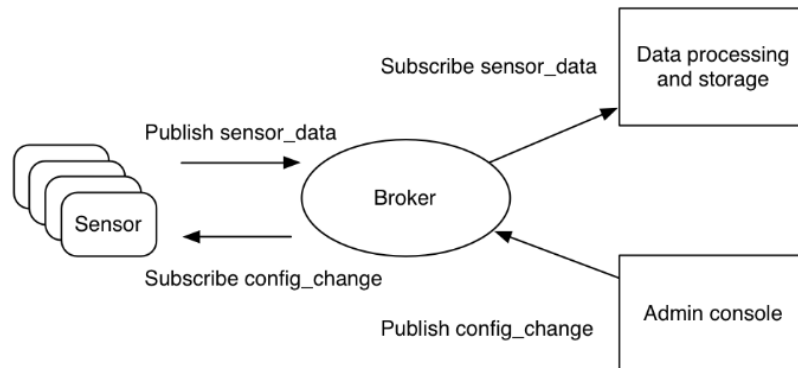 Subscribe sensor_data
Data processing
and storage
Publish sensor_data
Broker
Sensor
Subscribe config_change
Publish config_change
Admin console